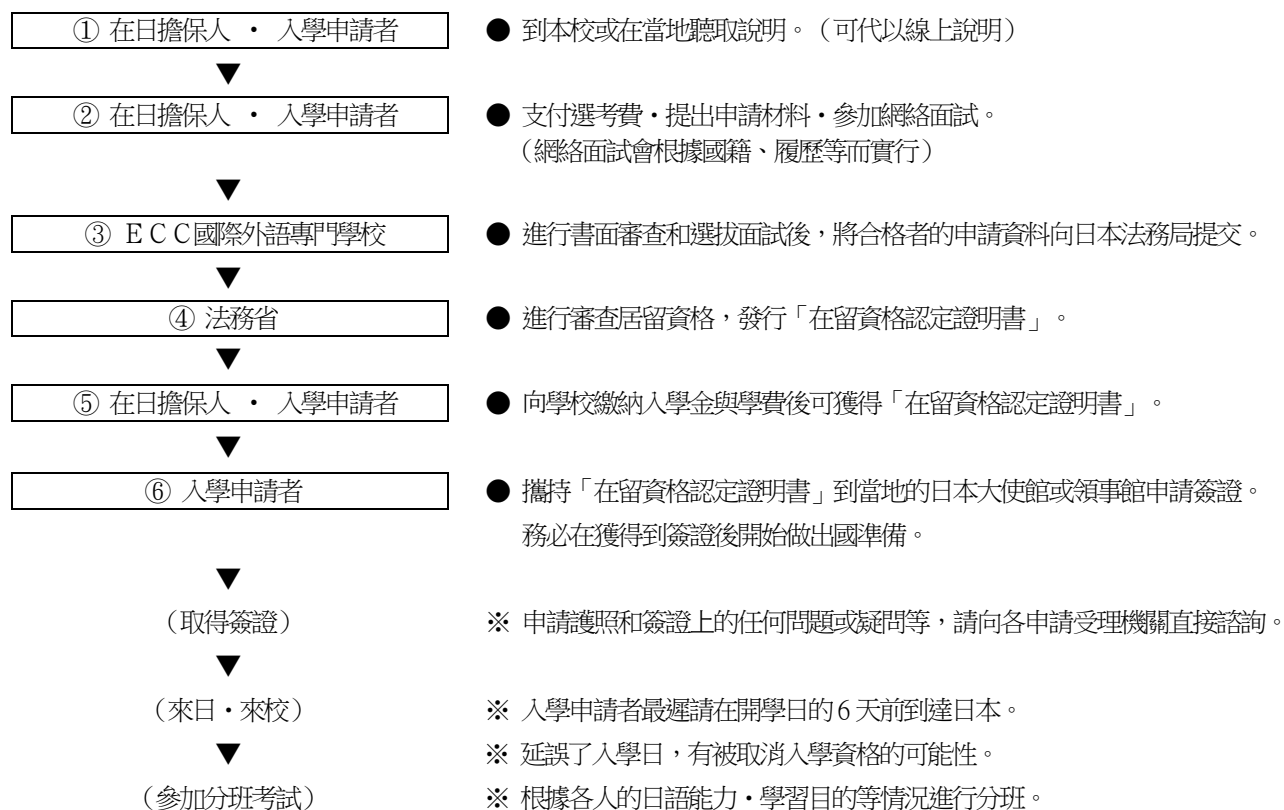 ① 在日擔保人 ・ 入學申請者 ● 到本校或在當地聽取說明。(可代以線上說明)
▼
② 在日擔保人 ・ 入學申請者 ● 支付選考費・提出申請材料・參加網絡面試。
(網絡面試會根據國籍、履歷等而實行)
▼
③ ECC國際外語專門學校 ● 進行書面審查和選拔面試後,將合格者的申請資料向日本法務局提交。
▼
④ 法務省 ● 進行審查居留資格,發行「在留資格認定證明書」。
▼
⑤ 在日擔保人 ・ 入學申請者 ● 向學校繳納入學金與學費後可獲得「在留資格認定證明書」。
▼
⑥ 入學申請者 ● 攜持「在留資格認定證明書」到當地的日本大使館或領事館申請簽證。
務必在獲得到簽證後開始做出國準備。
▼
(取得簽證) ※ 申請護照和簽證上的任何問題或疑問等,請向各申請受理機關直接諮詢。
▼
(來日・來校) ※ 入學申請者最遲請在開學日的6天前到達日本。
▼ ※ 延誤了入學日,有被取消入學資格的可能性。
(參加分班考試) ※ 根據各人的日語能力・學習目的等情況進行分班。